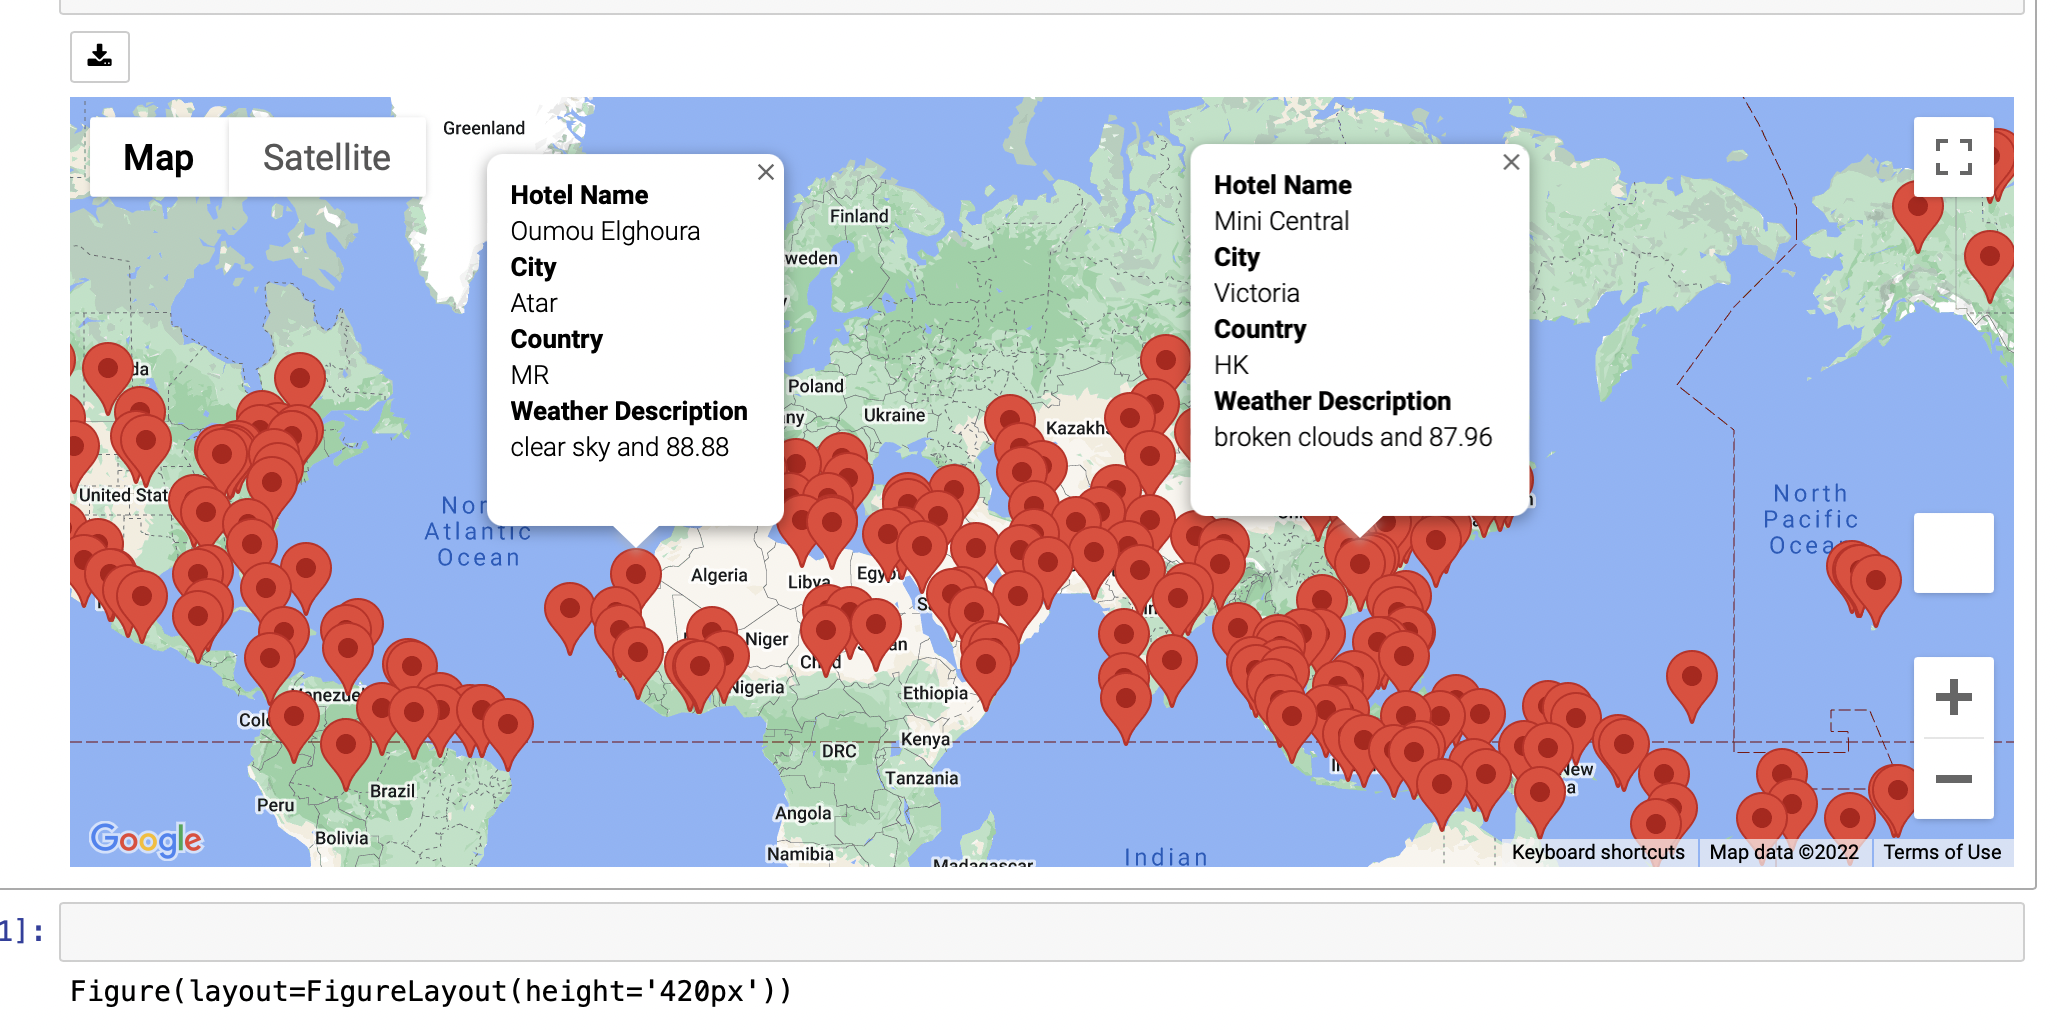 Map
Satellite
Greenland
Hotel Name
Oumou Elghoura
City
Atar
Country
MR
Weather Description
clear sky and 88.88
Hotel Name
Mini Central
City
Victoria
Country
HK
Weather Description
broken clouds and 87.96
Finland
weden
Poland
ny
Ukraine
Kazakh
da
United Stat
Nor
Atlantic
Ocean
North
Pacific
Ocea
Algeria
Libya
Egyp
Niger
Chad
an
Nigeria
Ethiopia
Venezuel
Col
DRC
Kenya
Tanzania
Brazil
Peru
Bolivia
Angola
Namibia
Madagascar
Indian
New
a
Google
Keyboard shortcuts
Map data ©2022
Terms of Use
1]:
Figure(layout=FigureLayout(height='420px'))